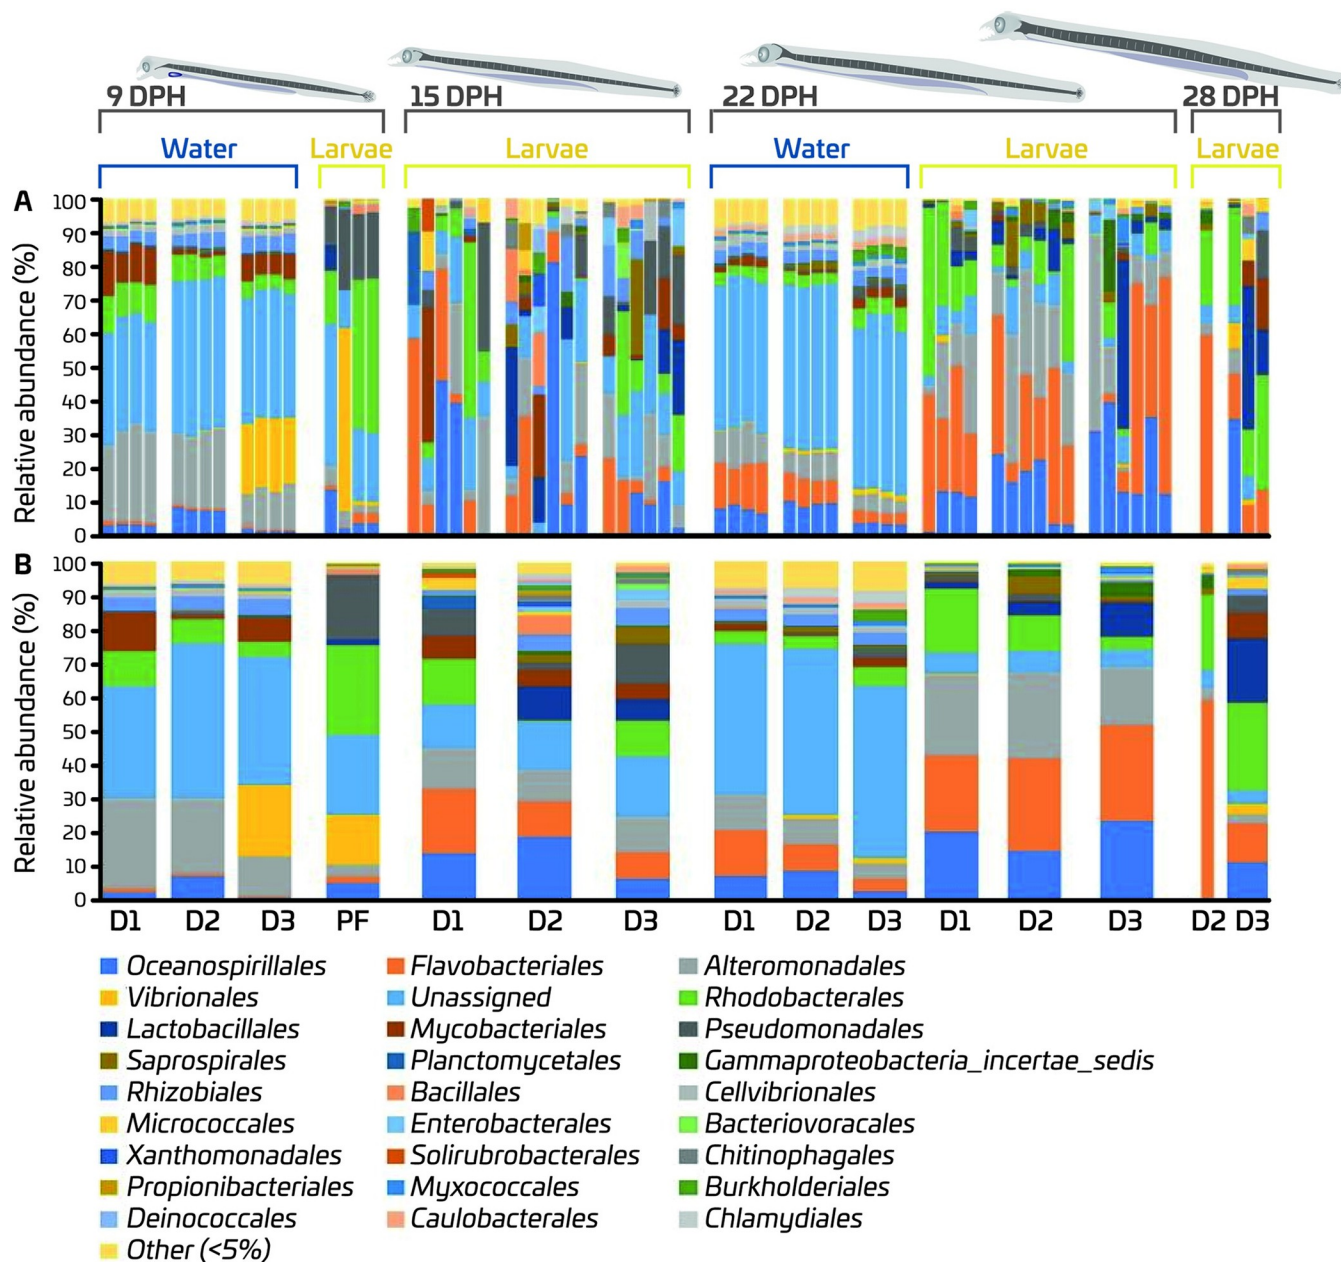 9 DPH 15 DPH 22 DPH 28 DPH
Water Larvae Larvae Water Larvae Larvae
A
Relative abundance (%)
100
90
80
70
60
50
40
30
20
10
0
B
Relative abundance (%)
100
90
80
70
60
50
40
30
20
10
0
D1 D2 D3 PF D1 D2 D3 D1 D2 D3 D1 D2 D3 D2 D3
Oceanospirillales Flavobacteriales Alteromonadales
Vibrionales Unassigned Rhodobacterales
Lactobacillales Mycobacteriales Pseudomonadales
Saprospirales Planctomycetales Gammaproteobacteria_incertae_sedis
Rhizobiales Bacillales Cellvibrionales
Micrococcales Enterobacterales Bacteriovoracales
Xanthomonadales Solirubrobacterales Chitinophagales
Propionibacteriales Myxococcales Burkholderiales
Deinococcales Caulobacterales Chlamydiales
Other (<5%)